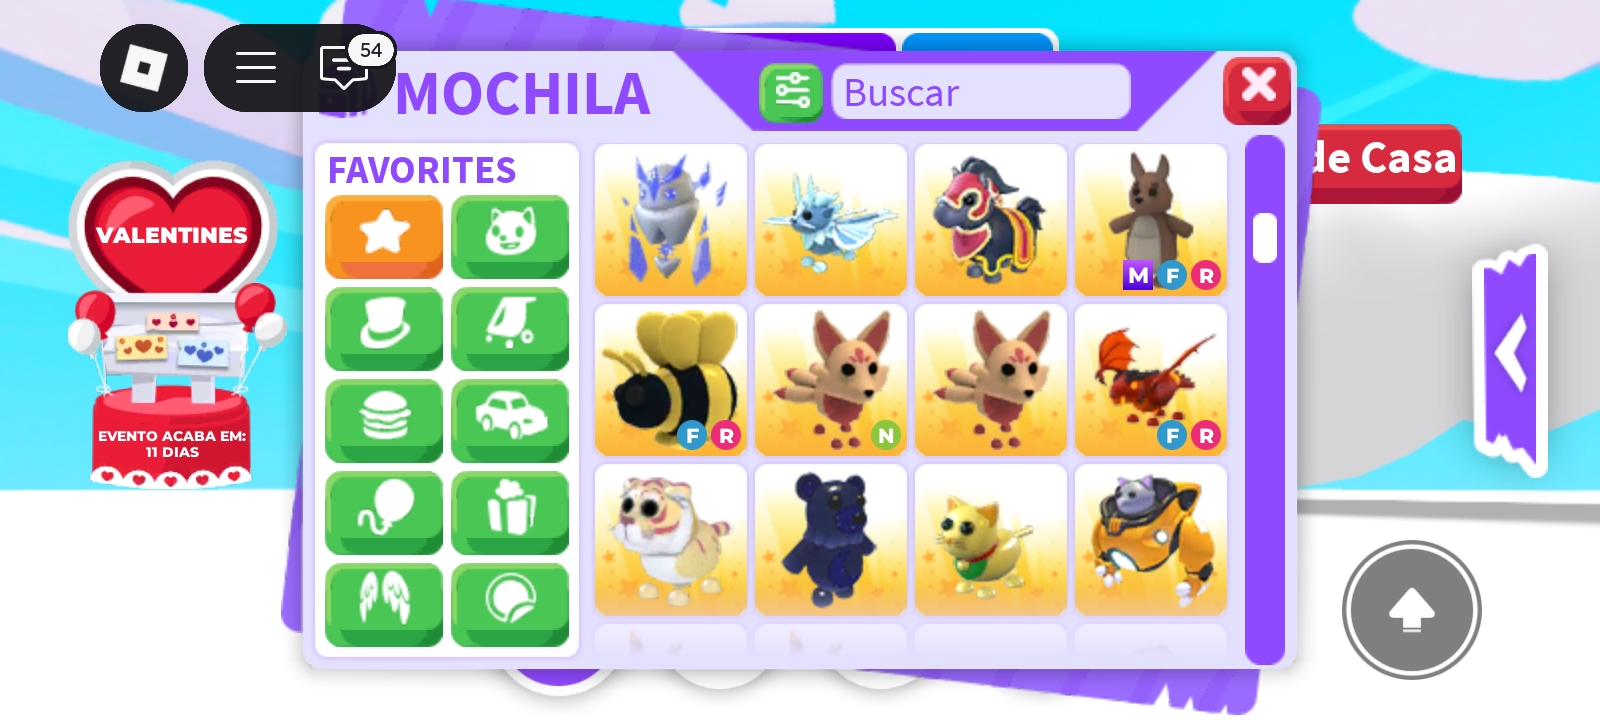 54
MOCHILA
Buscar
de Casa
FAVORITES
VALENTINES
EVENTO ACABA EM:
11 DIAS
M F R
F R
N
F R